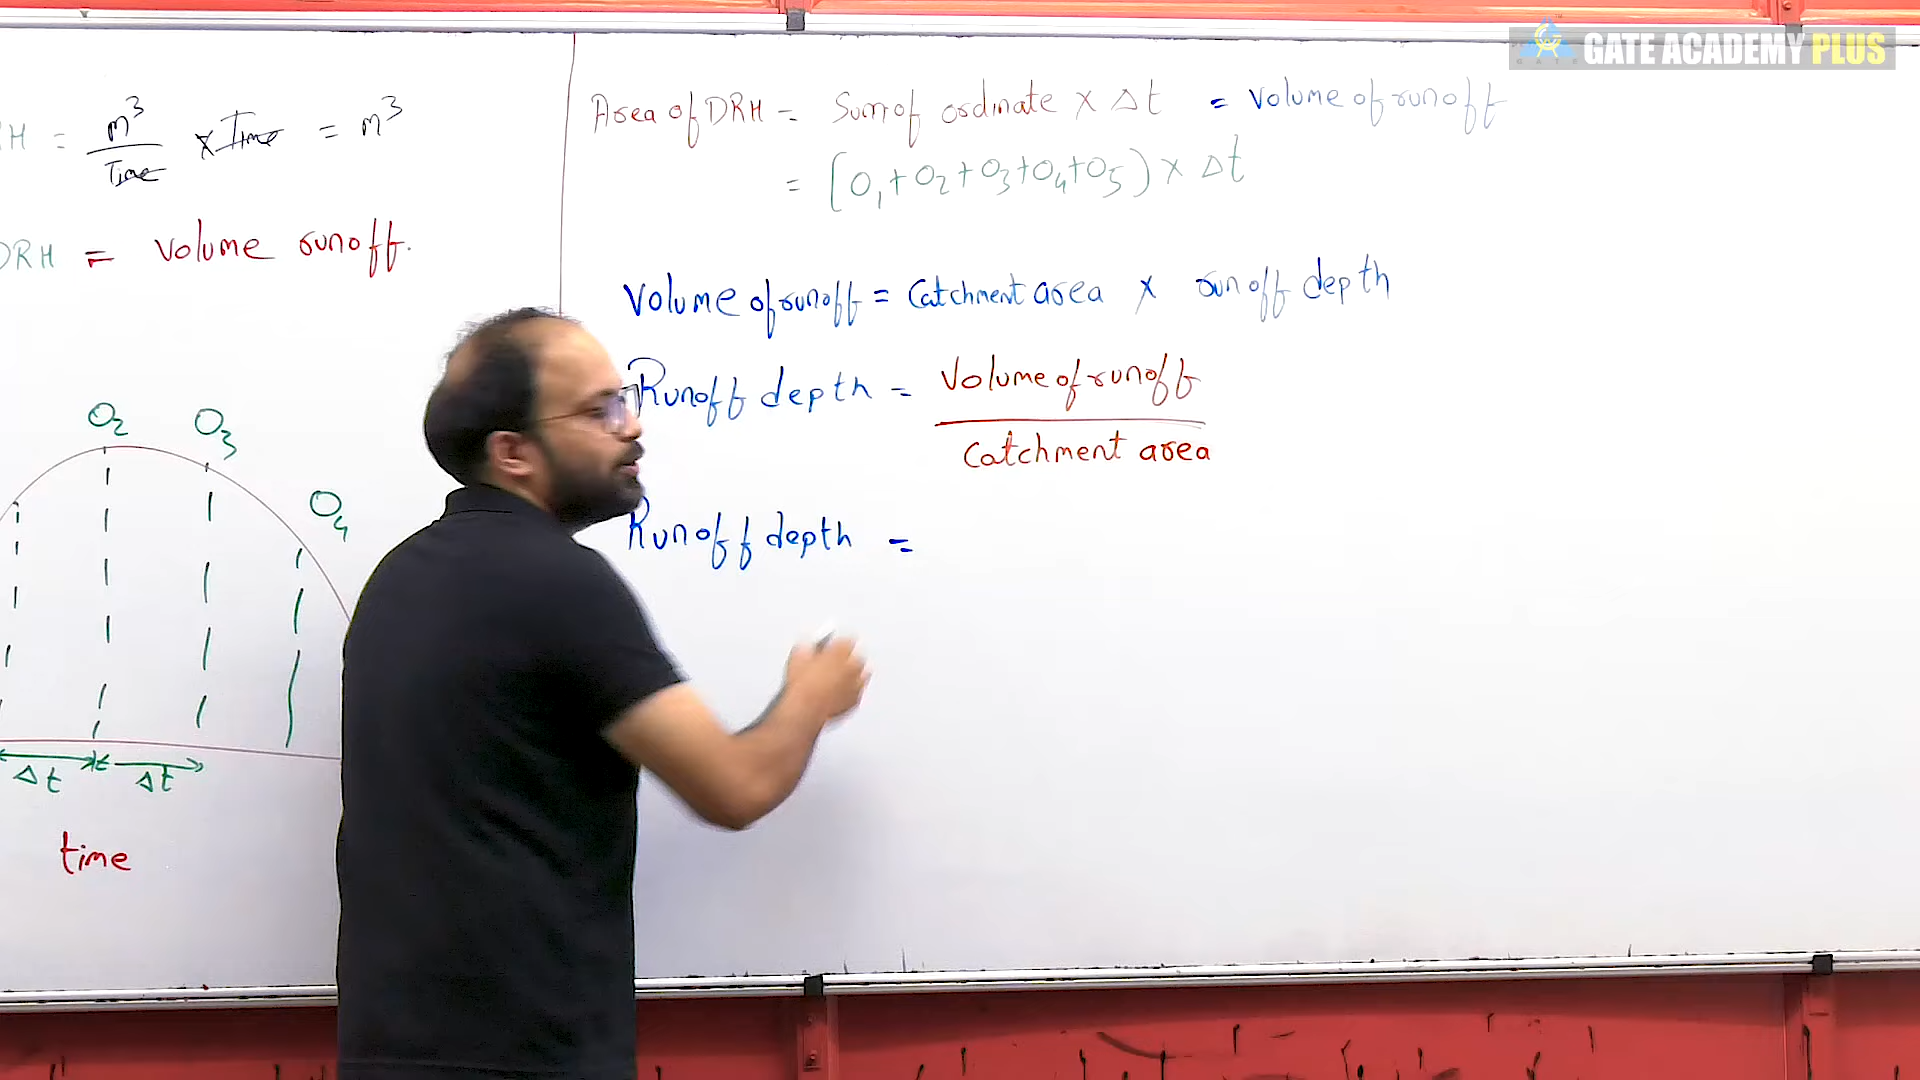 GATE ACADEMY PLUS
RH = m³/Time × Time = m³
DRH = Volume runoff.
O₂
O₃
O₄
Δt
Δt
time
Area of DRH = Sum of ordinate × Δt = Volume of runoff
= [O₁+O₂+O₃+O₄+O₅) × Δt
Volume of runoff = Catchment area × runoff depth
Runoff depth = Volume of runoff
Catchment area
Runoff depth =